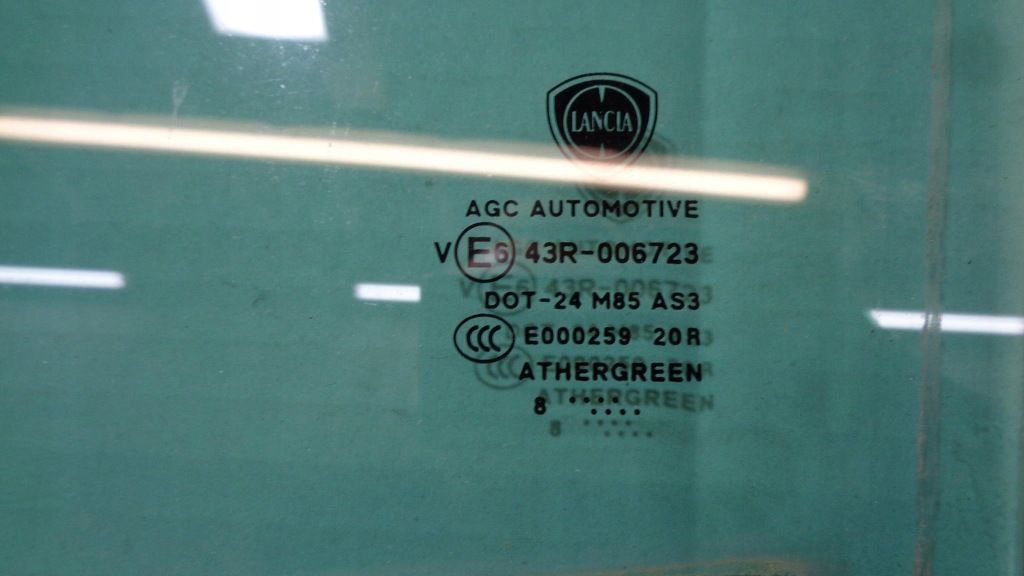 LANCIA
AGC AUTOMOTIVE
V E6 43R-006723
DOT-24 M85 AS3
CCC E000259 20R
ATHERGREEN
8 ·····
····